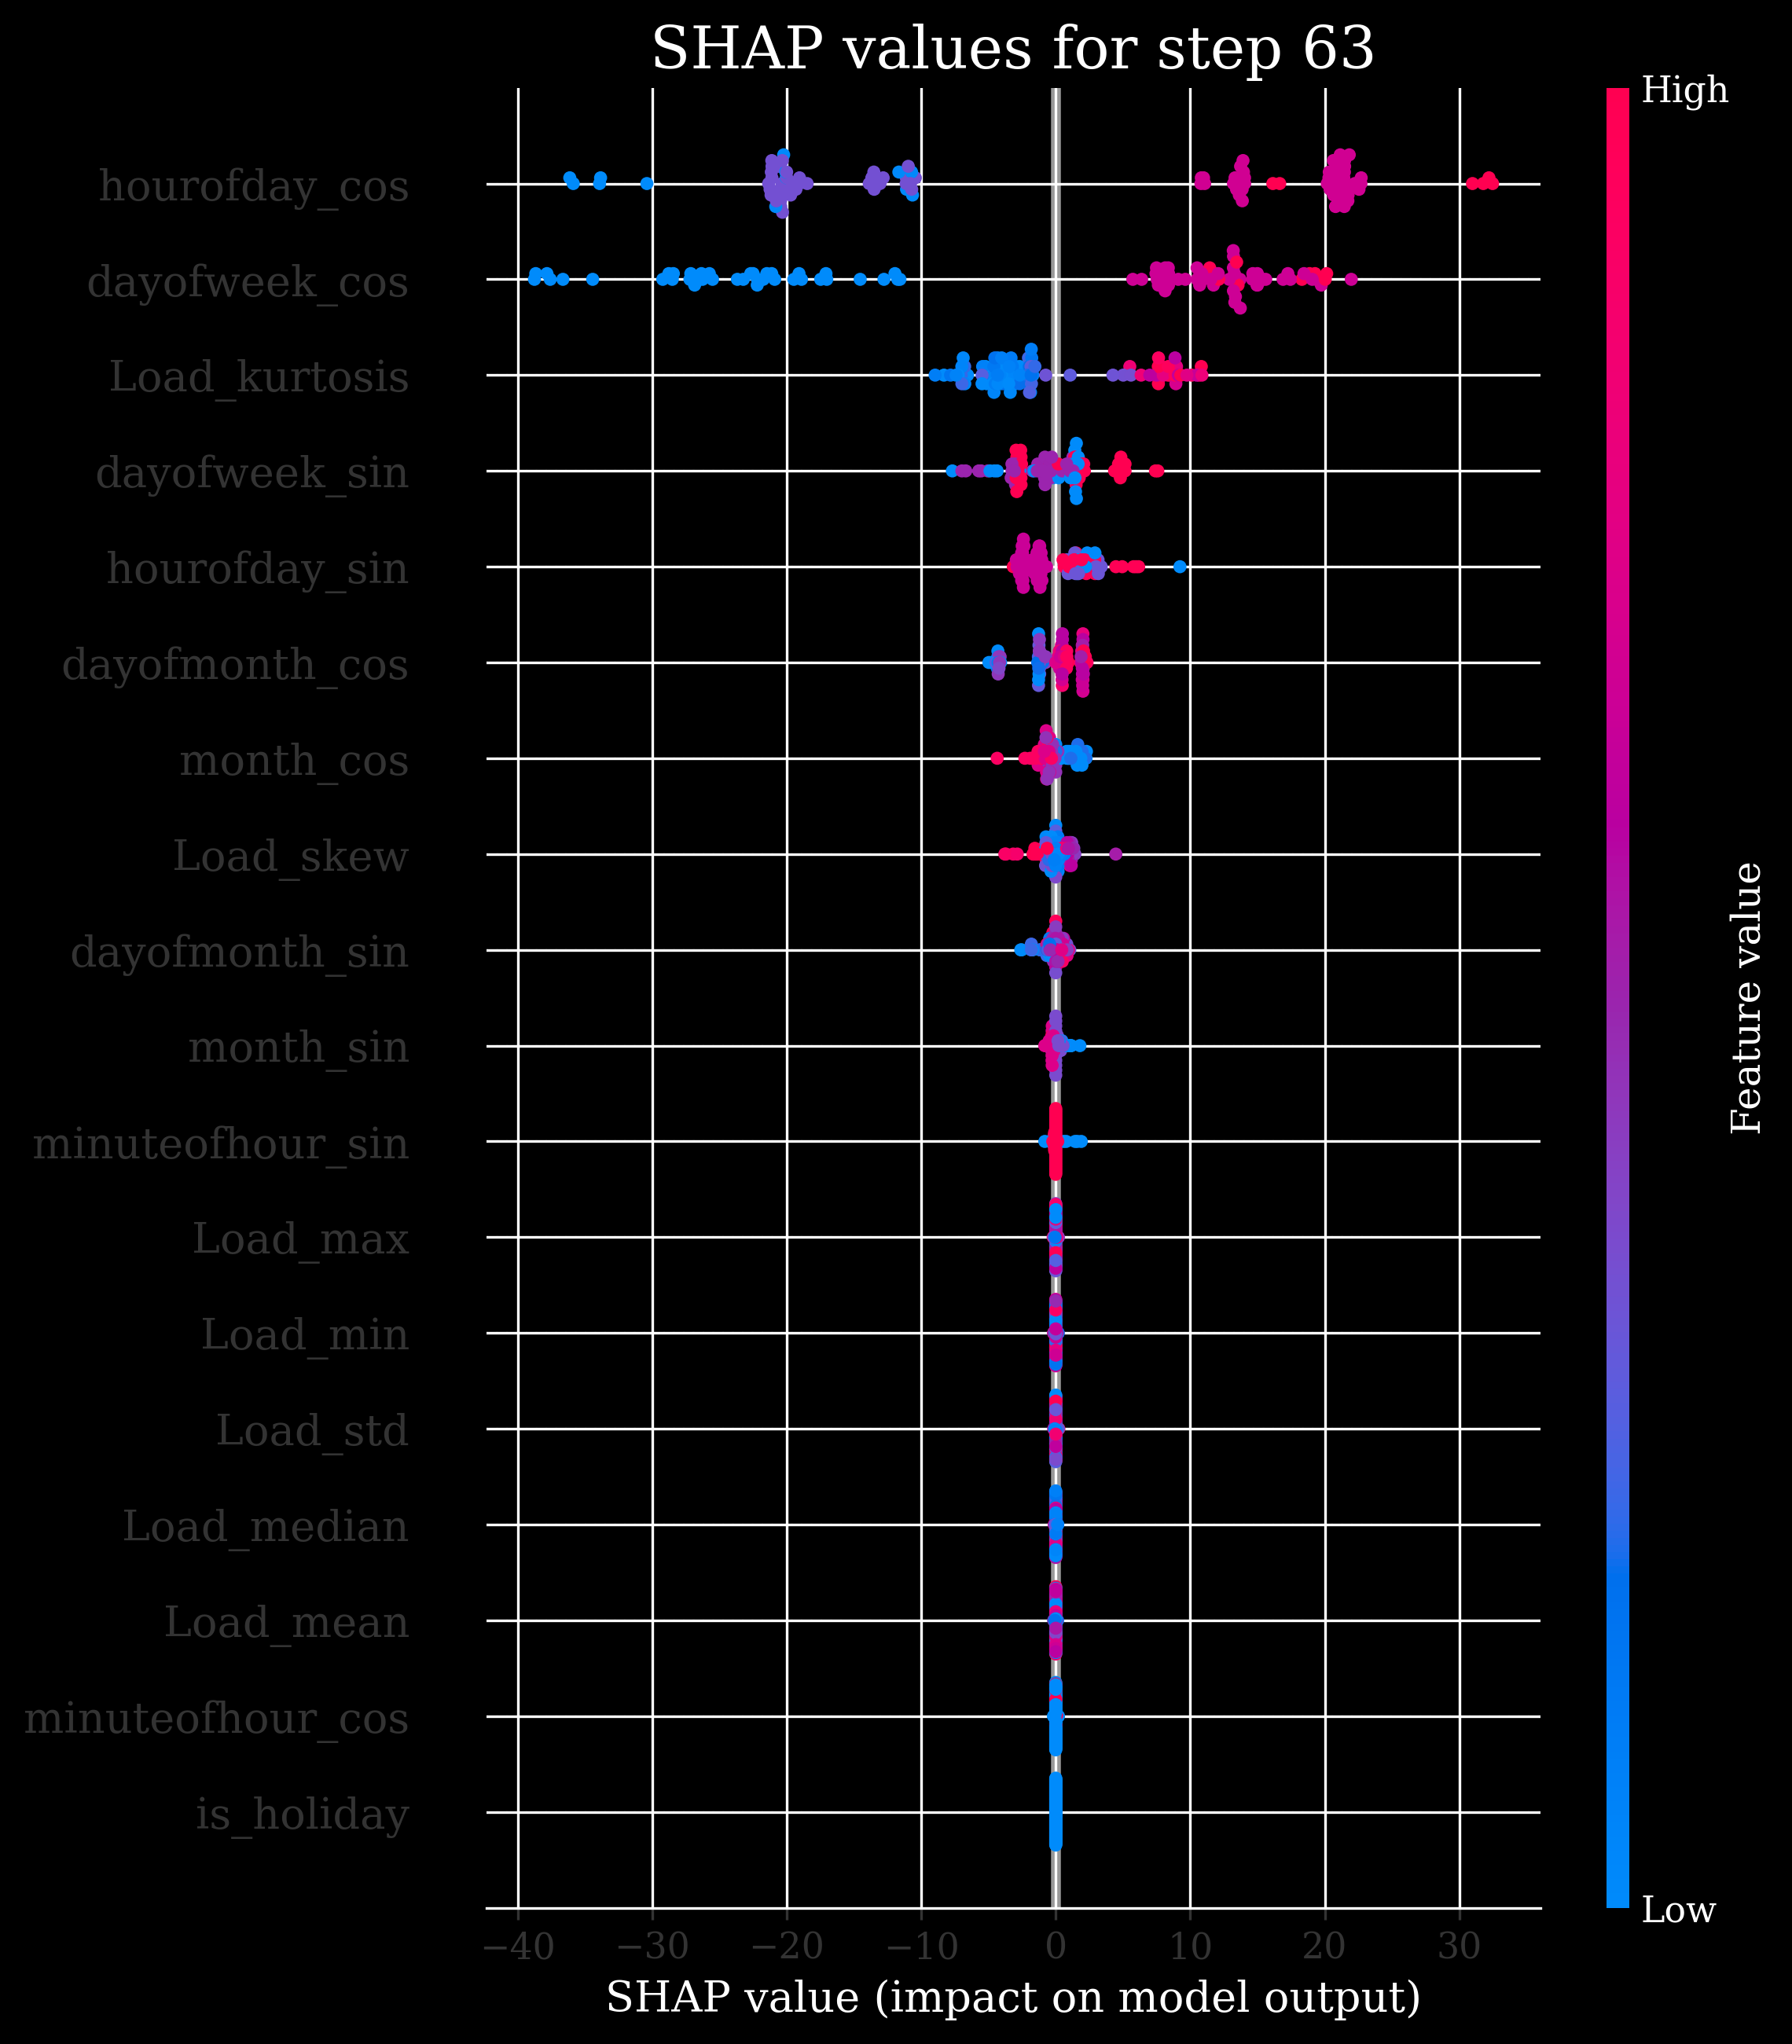 SHAP values for step 63
High
hourofday_cos
dayofweek_cos
Load_kurtosis
dayofweek_sin
hourofday_sin
dayofmonth_cos
month_cos
Load_skew
dayofmonth_sin
month_sin
minuteofhour_sin
Load_max
Load_min
Load_std
Load_median
Load_mean
minuteofhour_cos
is_holiday
Feature value
Low
−40 −30 −20 −10 0 10 20 30
SHAP value (impact on model output)